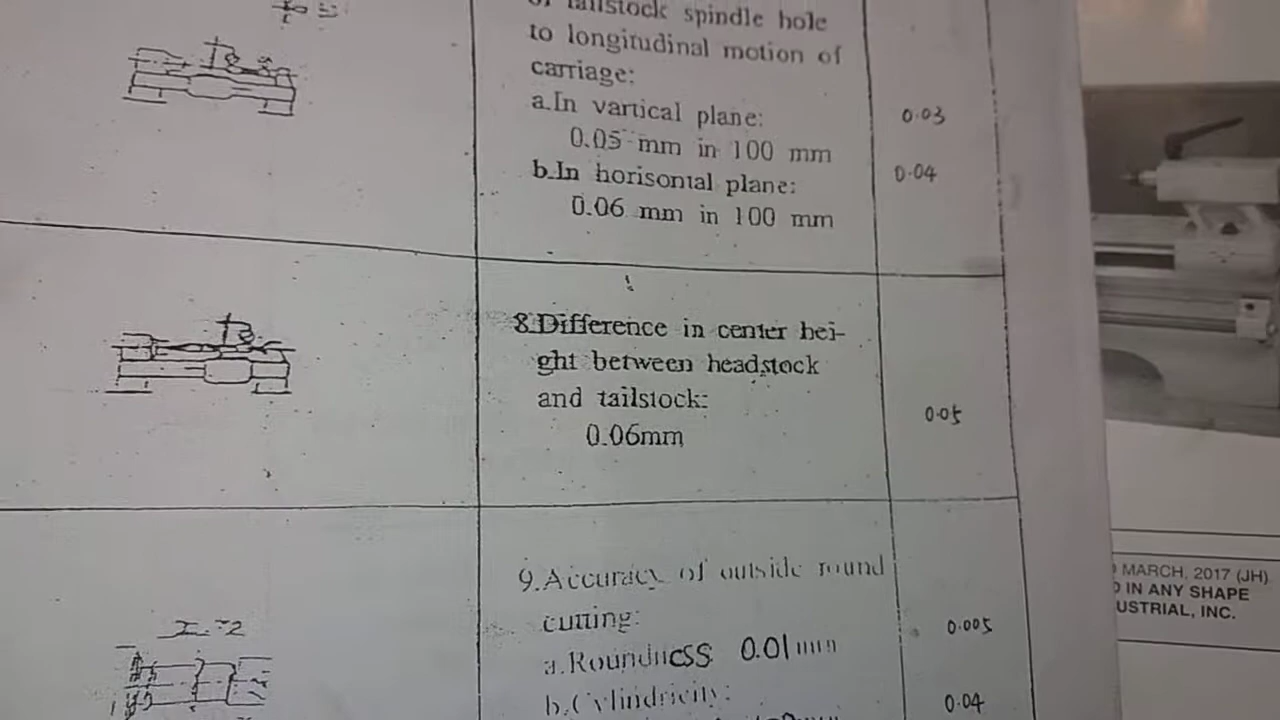 tailstock spindle hole
to longitudinal motion of
carriage:
a.In vartical plane:
0.05 mm in 100 mm
0.03
b.In horisontal plane:
0.06 mm in 100 mm
0.04
8.Difference in center hei-
ght between headstock
and tailstock:
0.06mm
0.05
9.Accuracy of outside round
cutting:
a.Roundness 0.01mm
0.005
b.Cylindricity:
0.04
MARCH, 2017 (JH)
IN ANY SHAPE
INC.